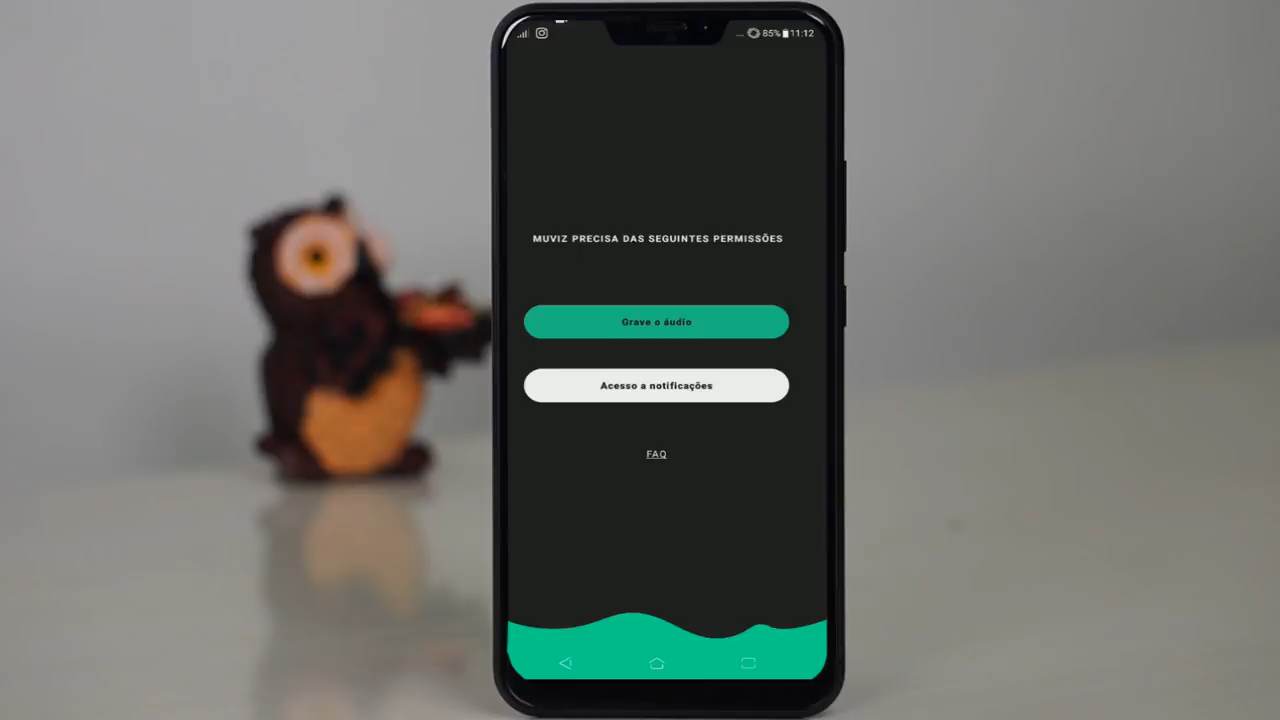 85% 11:12
MUVIZ PRECISA DAS SEGUINTES PERMISSÕES
Grave o áudio
Acesso a notificações
FAQ